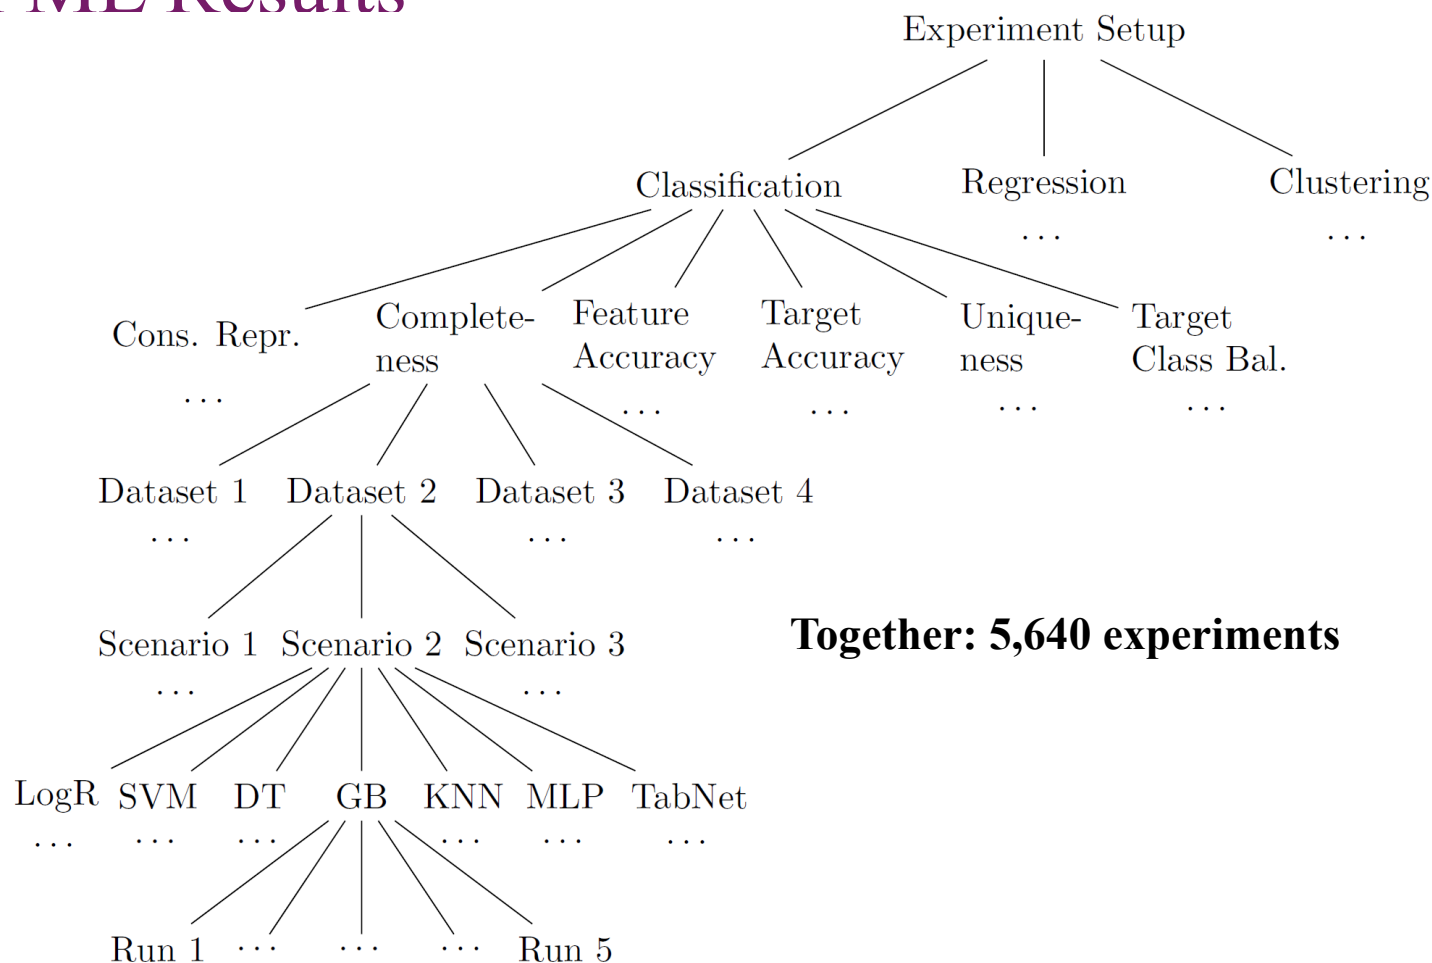 ML Results
Experiment Setup
Classification
Regression
Clustering
...
...
Cons. Repr.
Complete-
ness
Feature
Accuracy
Target
Accuracy
Unique-
ness
Target
Class Bal.
...
...
...
...
...
Dataset 1
Dataset 2
Dataset 3
Dataset 4
...
...
...
Together: 5,640 experiments
Scenario 1
Scenario 2
Scenario 3
...
...
LogR
SVM
DT
GB
KNN
MLP
TabNet
...
...
...
...
...
...
Run 1
...
...
...
Run 5